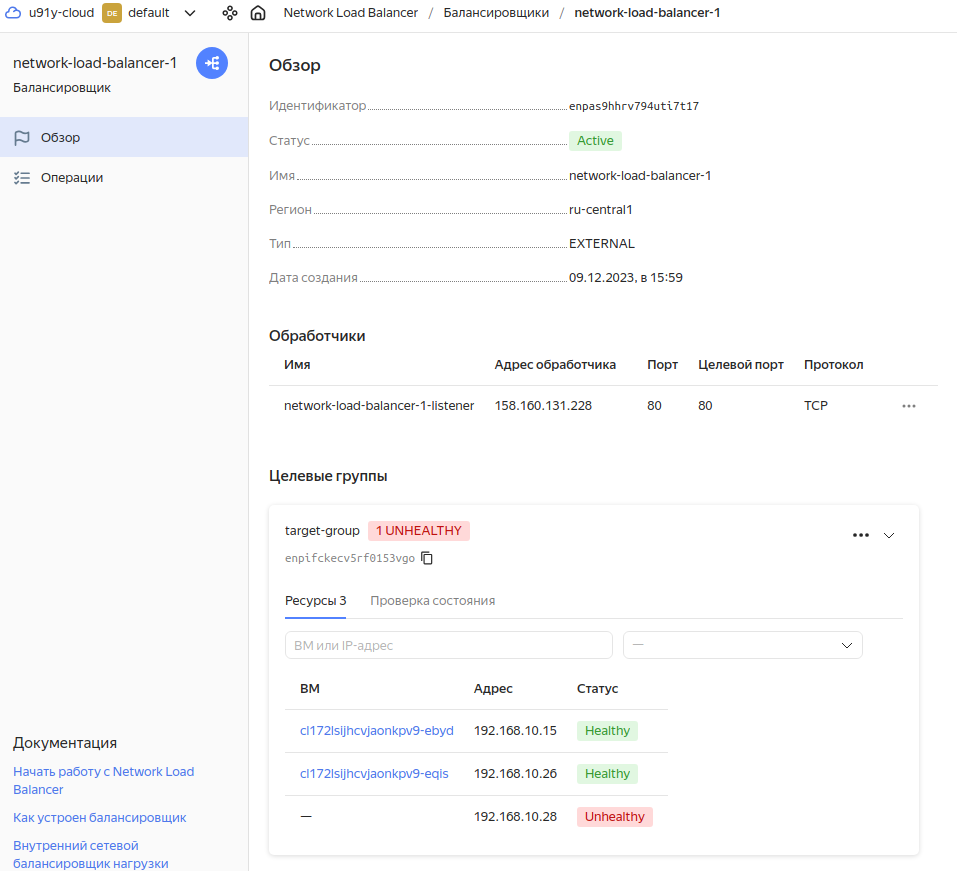 u91y-cloud DE default Network Load Balancer / Балансировщики / network-load-balancer-1
network-load-balancer-1
Балансировщик
Обзор
Операции
Документация
Начать работу с Network Load
Balancer
Как устроен балансировщик
Внутренний сетевой
балансировщик нагрузки
Обзор
Идентификатор enpas9hhrv794uti7t17
Статус Active
Имя network-load-balancer-1
Регион ru-central1
Тип EXTERNAL
Дата создания 09.12.2023, в 15:59
Обработчики
Имя Адрес обработчика Порт Целевой порт Протокол
network-load-balancer-1-listener 158.160.131.228 80 80 TCP
Целевые группы
target-group 1 UNHEALTHY
enpifckecv5rf0153vgo
Ресурсы 3 Проверка состояния
ВМ или IP-адрес —
ВМ Адрес Статус
cl172lsijhcvjaonkpv9-ebyd 192.168.10.15 Healthy
cl172lsijhcvjaonkpv9-eqis 192.168.10.26 Healthy
— 192.168.10.28 Unhealthy